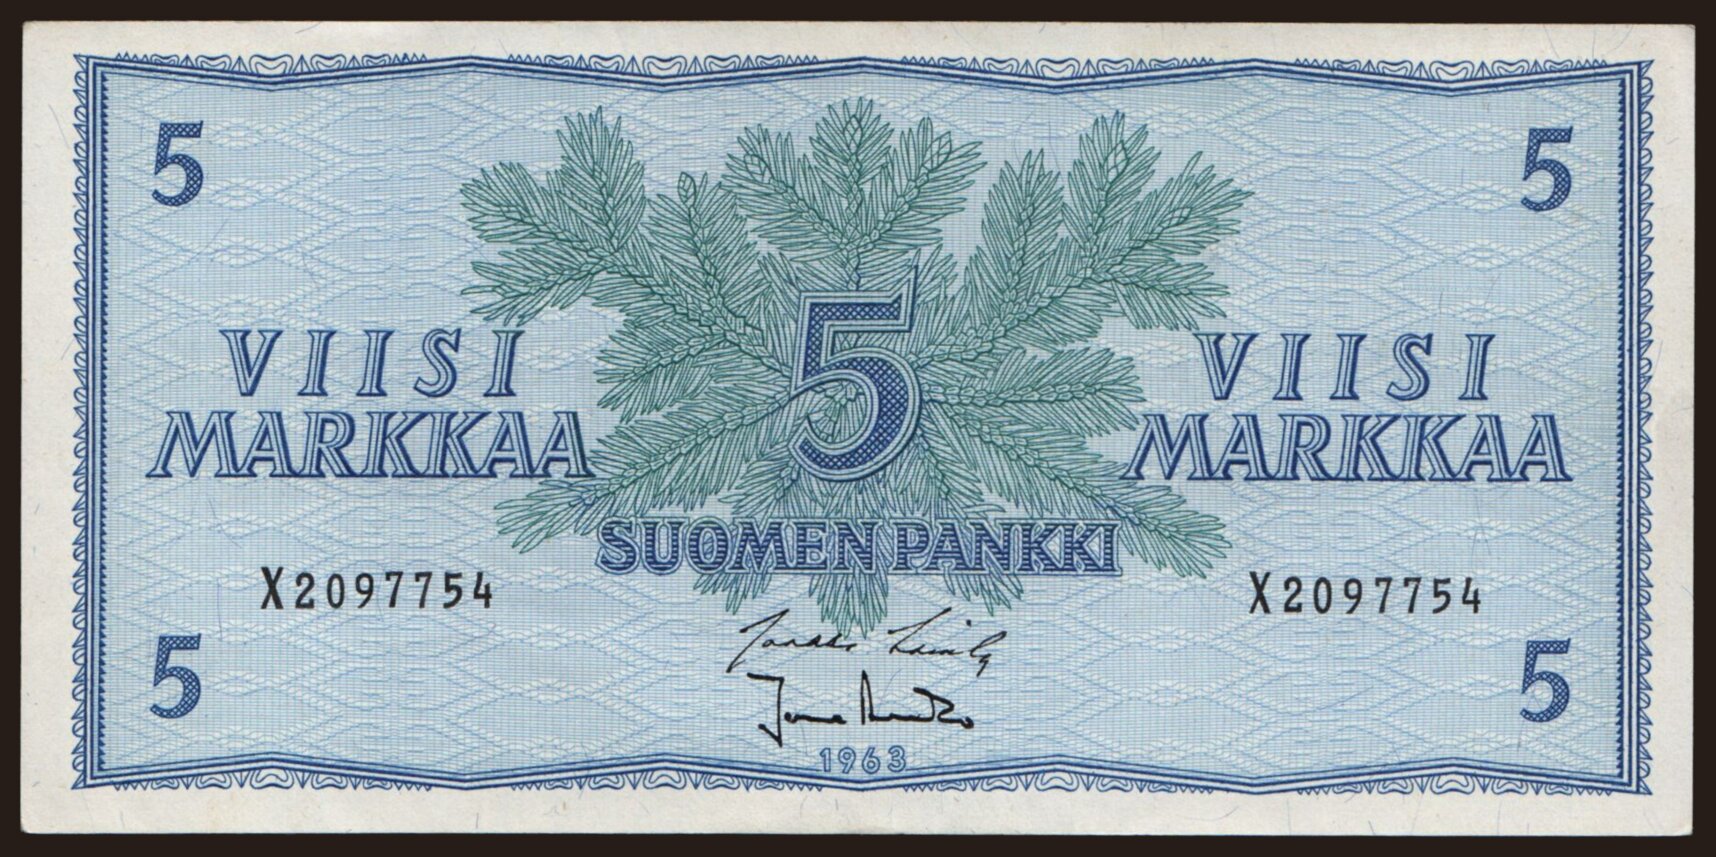 5 5
VIISI VIISI
MARKKAA 5 MARKKAA
SUOMEN PANKKI
X2097754 X2097754
5 5
1963